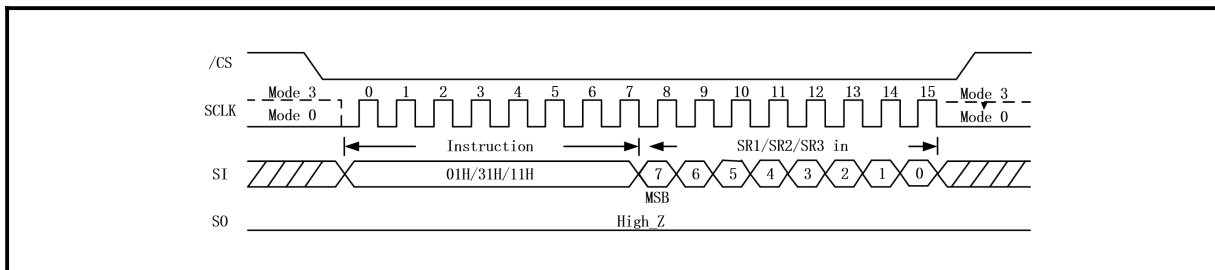 /CS
Mode 3 0 1 2 3 4 5 6 7 8 9 10 11 12 13 14 15 Mode 3
SCLK
Mode 0 Mode 0
Instruction SR1/SR2/SR3 in
SI 01H/31H/11H 7 6 5 4 3 2 1 0
MSB
SO High_Z